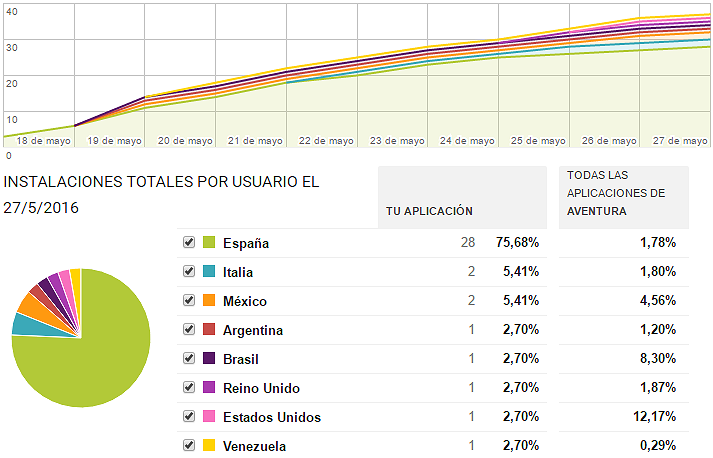 40
30
20
10
0
18 de mayo 19 de mayo 20 de mayo 21 de mayo 22 de mayo 23 de mayo 24 de mayo 25 de mayo 26 de mayo 27 de mayo
INSTALACIONES TOTALES POR USUARIO EL
27/5/2016
TU APLICACIÓN
TODAS LAS
APLICACIONES DE
AVENTURA
España 28 75,68% 1,78%
Italia 2 5,41% 1,80%
México 2 5,41% 4,56%
Argentina 1 2,70% 1,20%
Brasil 1 2,70% 8,30%
Reino Unido 1 2,70% 1,87%
Estados Unidos 1 2,70% 12,17%
Venezuela 1 2,70% 0,29%